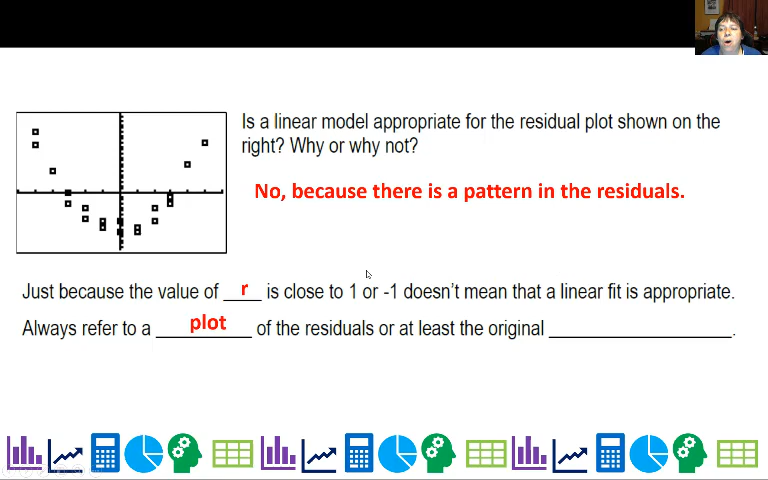 Is a linear model appropriate for the residual plot shown on the
right? Why or why not?
No, because there is a pattern in the residuals.
Just because the value of r is close to 1 or -1 doesn't mean that a linear fit is appropriate.
Always refer to a plot of the residuals or at least the original ________________.